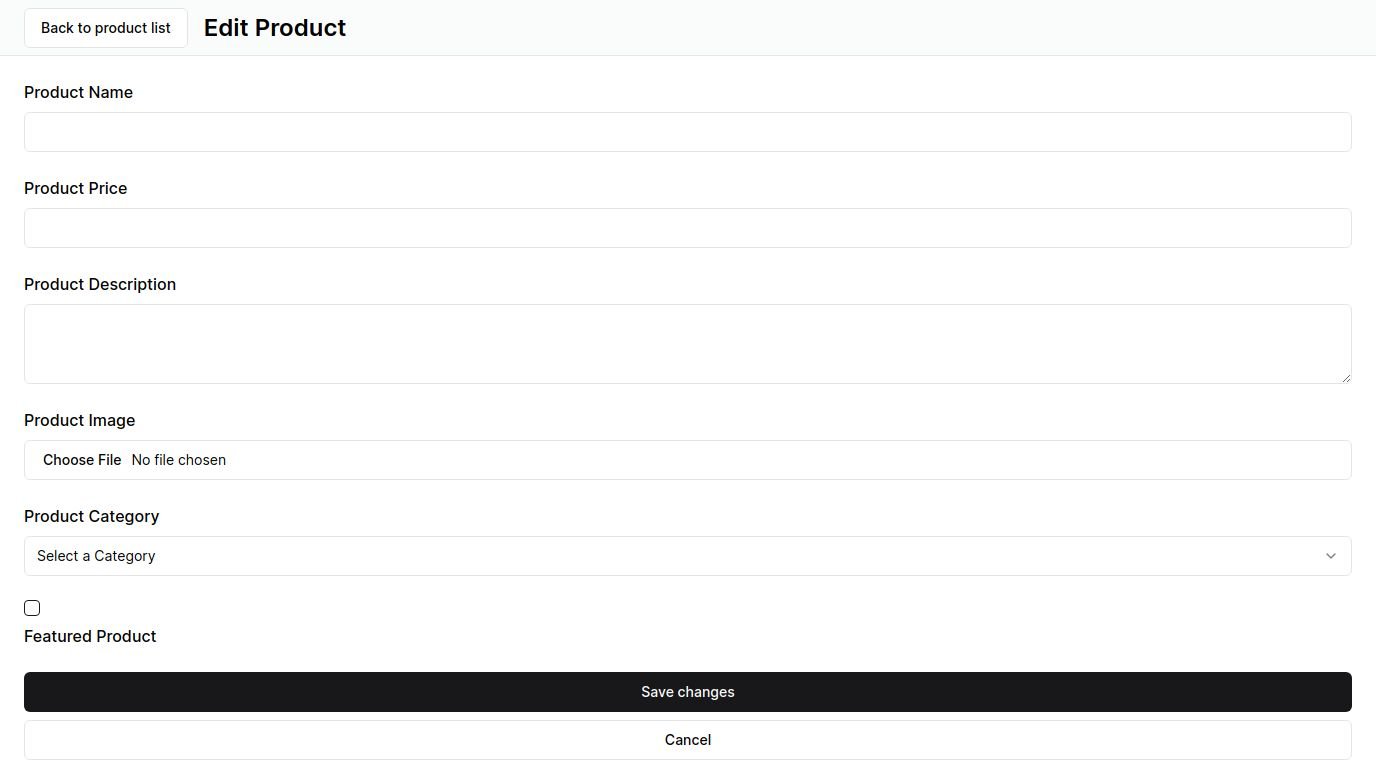 Back to product list Edit Product
Product Name
Product Price
Product Description
Product Image
Choose File No file chosen
Product Category
Select a Category
Featured Product
Save changes
Cancel